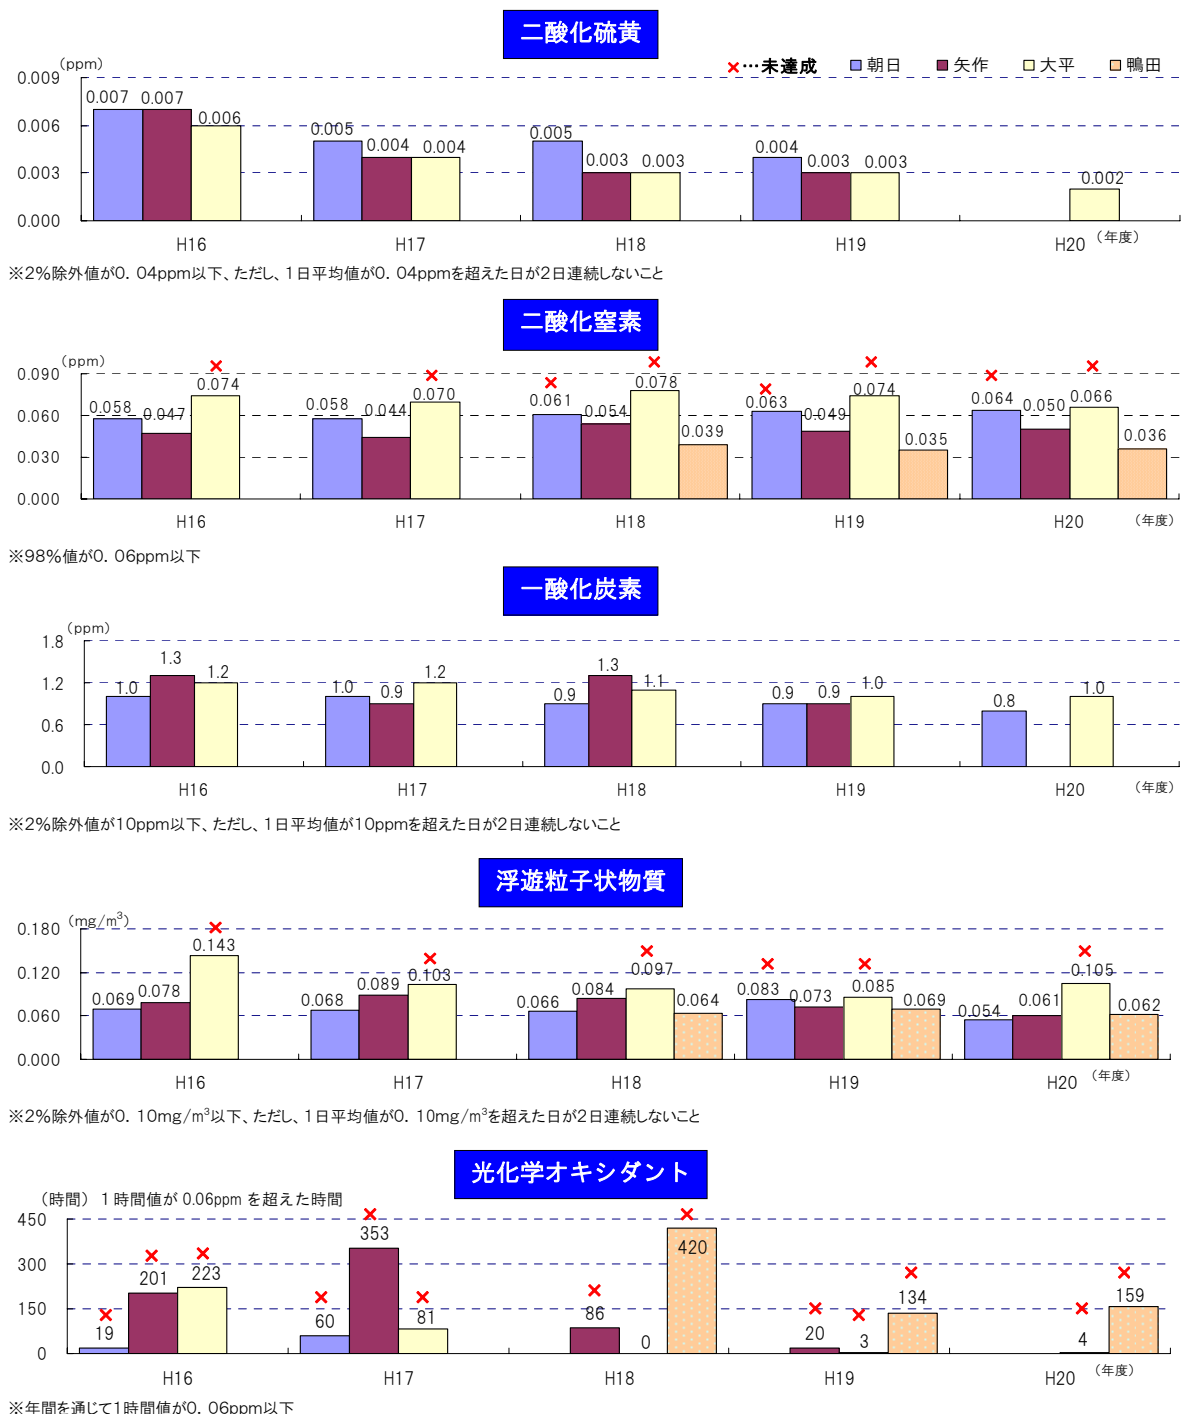 二酸化硫黄
（ppm）
×…未達成 朝日 矢作 大平 鴨田
0.009
0.006
0.003
0.000
0.007 0.007 0.006
0.005 0.004 0.004
0.005 0.003 0.003
0.004 0.003 0.003
0.002
H16 H17 H18 H19 H20 （年度）
※2%除外値が0．04ppm以下、ただし、1日平均値が0．04ppmを超えた日が2日連続しないこと
二酸化窒素
（ppm）
0.090
0.060
0.030
0.000
0.058 0.047 × 0.074
0.058 0.044 × 0.070
× 0.061 0.054 × 0.078 0.039
× 0.063 0.049 × 0.074 0.035
× 0.064 0.050 × 0.066 0.036
H16 H17 H18 H19 H20 （年度）
※98%値が0．06ppm以下
一酸化炭素
（ppm）
1.8
1.2
0.6
0.0
1.0 1.3 1.2
1.0 0.9 1.2
0.9 1.3 1.1
0.9 0.9 1.0
0.8 1.0
H16 H17 H18 H19 H20 （年度）
※2%除外値が10ppm以下、ただし、1日平均値が10ppmを超えた日が2日連続しないこと
浮遊粒子状物質
（mg/m³）
0.180
0.120
0.060
0.000
0.069 0.078 × 0.143
0.068 0.089 × 0.103
0.066 0.084 × 0.097 0.064
× 0.083 0.073 × 0.085 0.069
0.054 0.061 × 0.105 0.062
H16 H17 H18 H19 H20 （年度）
※2%除外値が0．10mg/m³以下、ただし、1日平均値が0．10mg/m³を超えた日が2日連続しないこと
光化学オキシダント
（時間）1時間値が 0.06ppm を超えた時間
450
300
150
0
× 19 × 201 × 223
× 60 × 353 × 81
× 86 0 × 420
× 20 × 3 × 134
× 4 × 159
H16 H17 H18 H19 H20 （年度）
※年間を通じて1時間値が0．06ppm以下